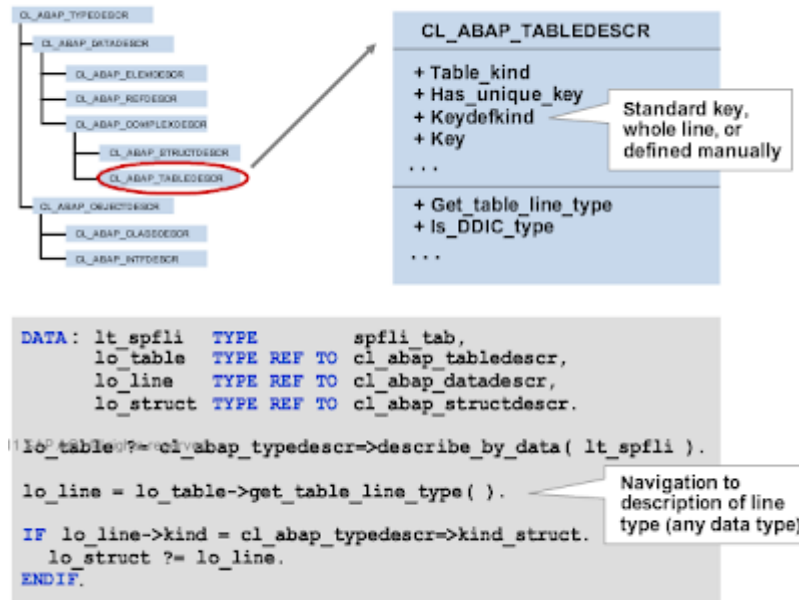 CL_ABAP_TYPEDESCR
CL_ABAP_DATADESCR
CL_ABAP_ELEMDESCR
CL_ABAP_REFDESCR
CL_ABAP_COMPLEXDESCR
CL_ABAP_STRUCTDESCR
CL_ABAP_TABLEDESCR
CL_ABAP_OBJECTDESCR
CL_ABAP_CLASSDESCR
CL_ABAP_INTFDESCR
CL_ABAP_TABLEDESCR
+ Table_kind
+ Has_unique_key
+ Keydefkind
+ Key
. . .
Standard key,
whole line, or
defined manually
+ Get_table_line_type
+ Is_DDIC_type
. . .
DATA: lt_spfli TYPE spfli_tab,
lo_table TYPE REF TO cl_abap_tabledescr,
lo_line TYPE REF TO cl_abap_datadescr,
lo_struct TYPE REF TO cl_abap_structdescr.
lo_table ?= cl_abap_typedescr=>describe_by_data( lt_spfli ).
lo_line = lo_table->get_table_line_type( ).
Navigation to
description of line
type (any data type)
IF lo_line->kind = cl_abap_typedescr=>kind_struct.
lo_struct ?= lo_line.
ENDIF.